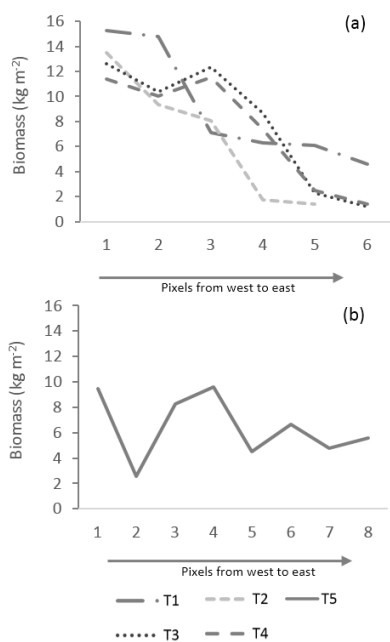 (a)
Biomass (kg m⁻²)
16
14
12
10
8
6
4
2
0
1 2 3 4 5 6
Pixels from west to east
(b)
Biomass (kg m⁻²)
16
14
12
10
8
6
4
2
0
1 2 3 4 5 6 7 8
Pixels from west to east
T1 T2 T5
T3 T4